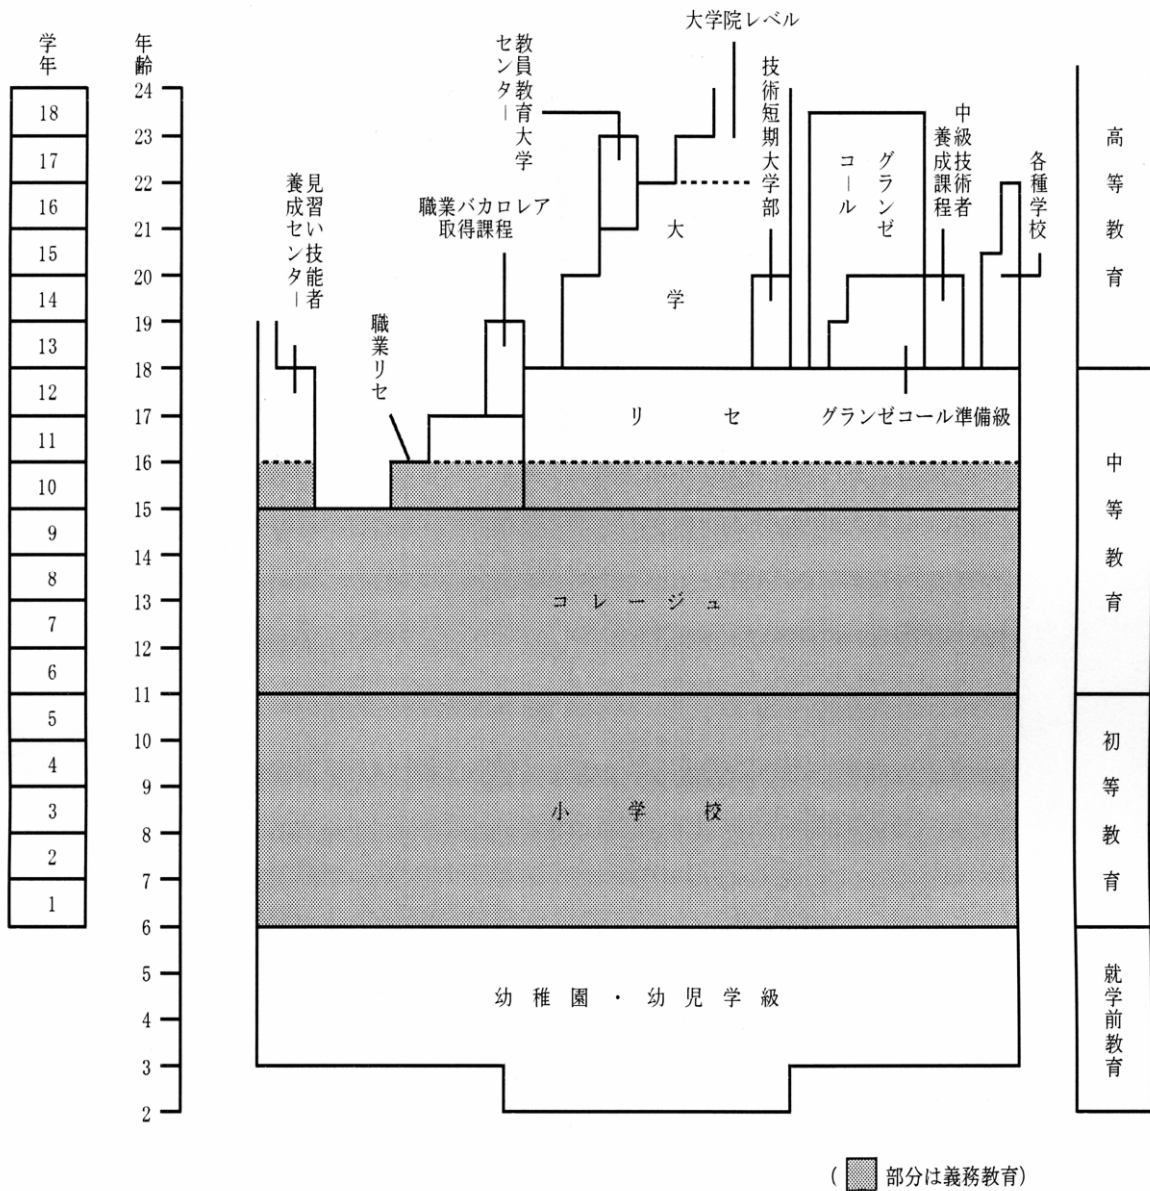 大学院レベル
学年
年齢
教員教育大学
センター
技術短期大学部
中級技術者
養成課程
各種学校
見習い技能者
養成センター
職業バカロレア
取得課程
職業リセ
グランゼ
コール
大学
リセ
グランゼコール準備級
コレージュ
小学校
幼稚園・幼児学級
18
17
16
15
14
13
12
11
10
9
8
7
6
5
4
3
2
1
24
23
22
21
20
19
18
17
16
15
14
13
12
11
10
9
8
7
6
5
4
3
2
高等教育
中等教育
初等教育
就学前教育
(部分は義務教育)